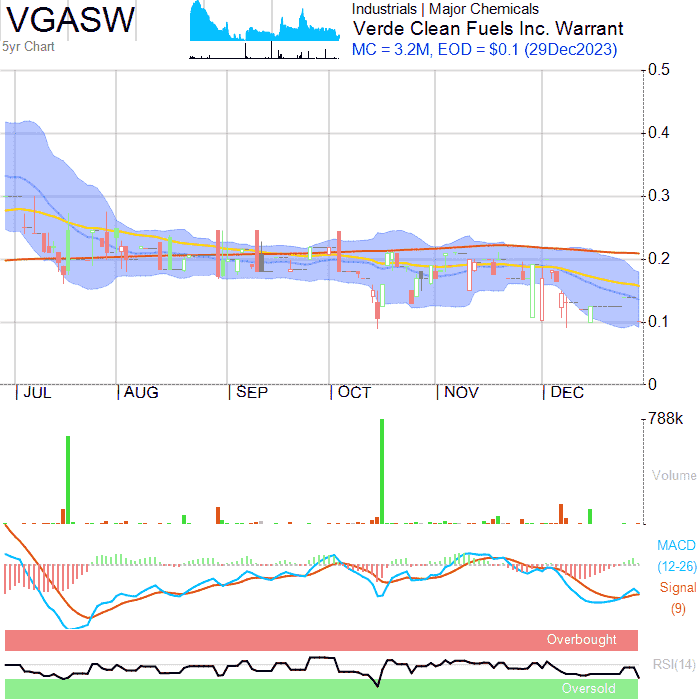 VGASW
5yr Chart
Industrials | Major Chemicals
Verde Clean Fuels Inc. Warrant
MC = 3.2M, EOD = $0.1 (29Dec2023)
0.5
0.4
0.3
0.2
0.1
0
JUL AUG SEP OCT NOV DEC
788k
Volume
MACD
(12-26)
Signal
(9)
Overbought
RSI(14)
Oversold